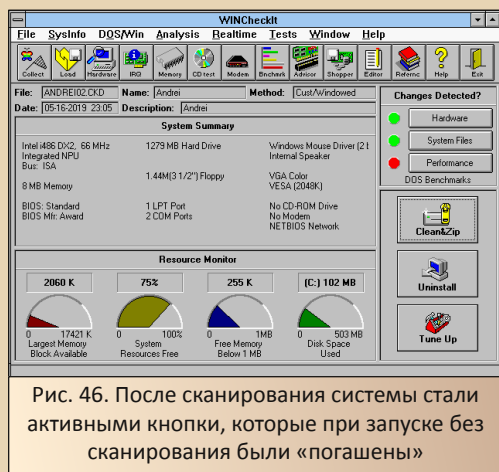 WINCheckIt
File SysInfo DOS/Win Analysis Realtime Tests Window Help
Collect Load Hardware IRQ Memory CD test Modem Bnchmrk Advisor Shopper Editor Refernc Help Exit
File: ANDREI02.CKD Name: Andrei Method: Cust/Windowed
Date: 05-16-2019 23:05 Description: Andrei
Changes Detected?
Hardware
System Files
Performance
DOS Benchmarks
System Summary
Intel i486 DX2, 66 MHz 1279 MB Hard Drive Windows Mouse Driver (2 b
Integrated NPU Internal Speaker
Bus: ISA
1.44M(3 1/2") Floppy VGA Color
8 MB Memory VESA (2048K)
BIOS: Standard 1 LPT Port No CD-ROM Drive
BIOS Mfr: Award 2 COM Ports No Modem
NETBIOS Network
Clean&Zip
Uninstall
Tune Up
Resource Monitor
2060 K 75% 255 K (C:) 102 MB
0 17421 K 0 100% 0 1MB 0 503 MB
Largest Memory System Free Memory Disk Space
Block Available Resources Free Below 1 MB Used
Рис. 46. После сканирования системы стали
активными кнопки, которые при запуске без
сканирования были «погашены»